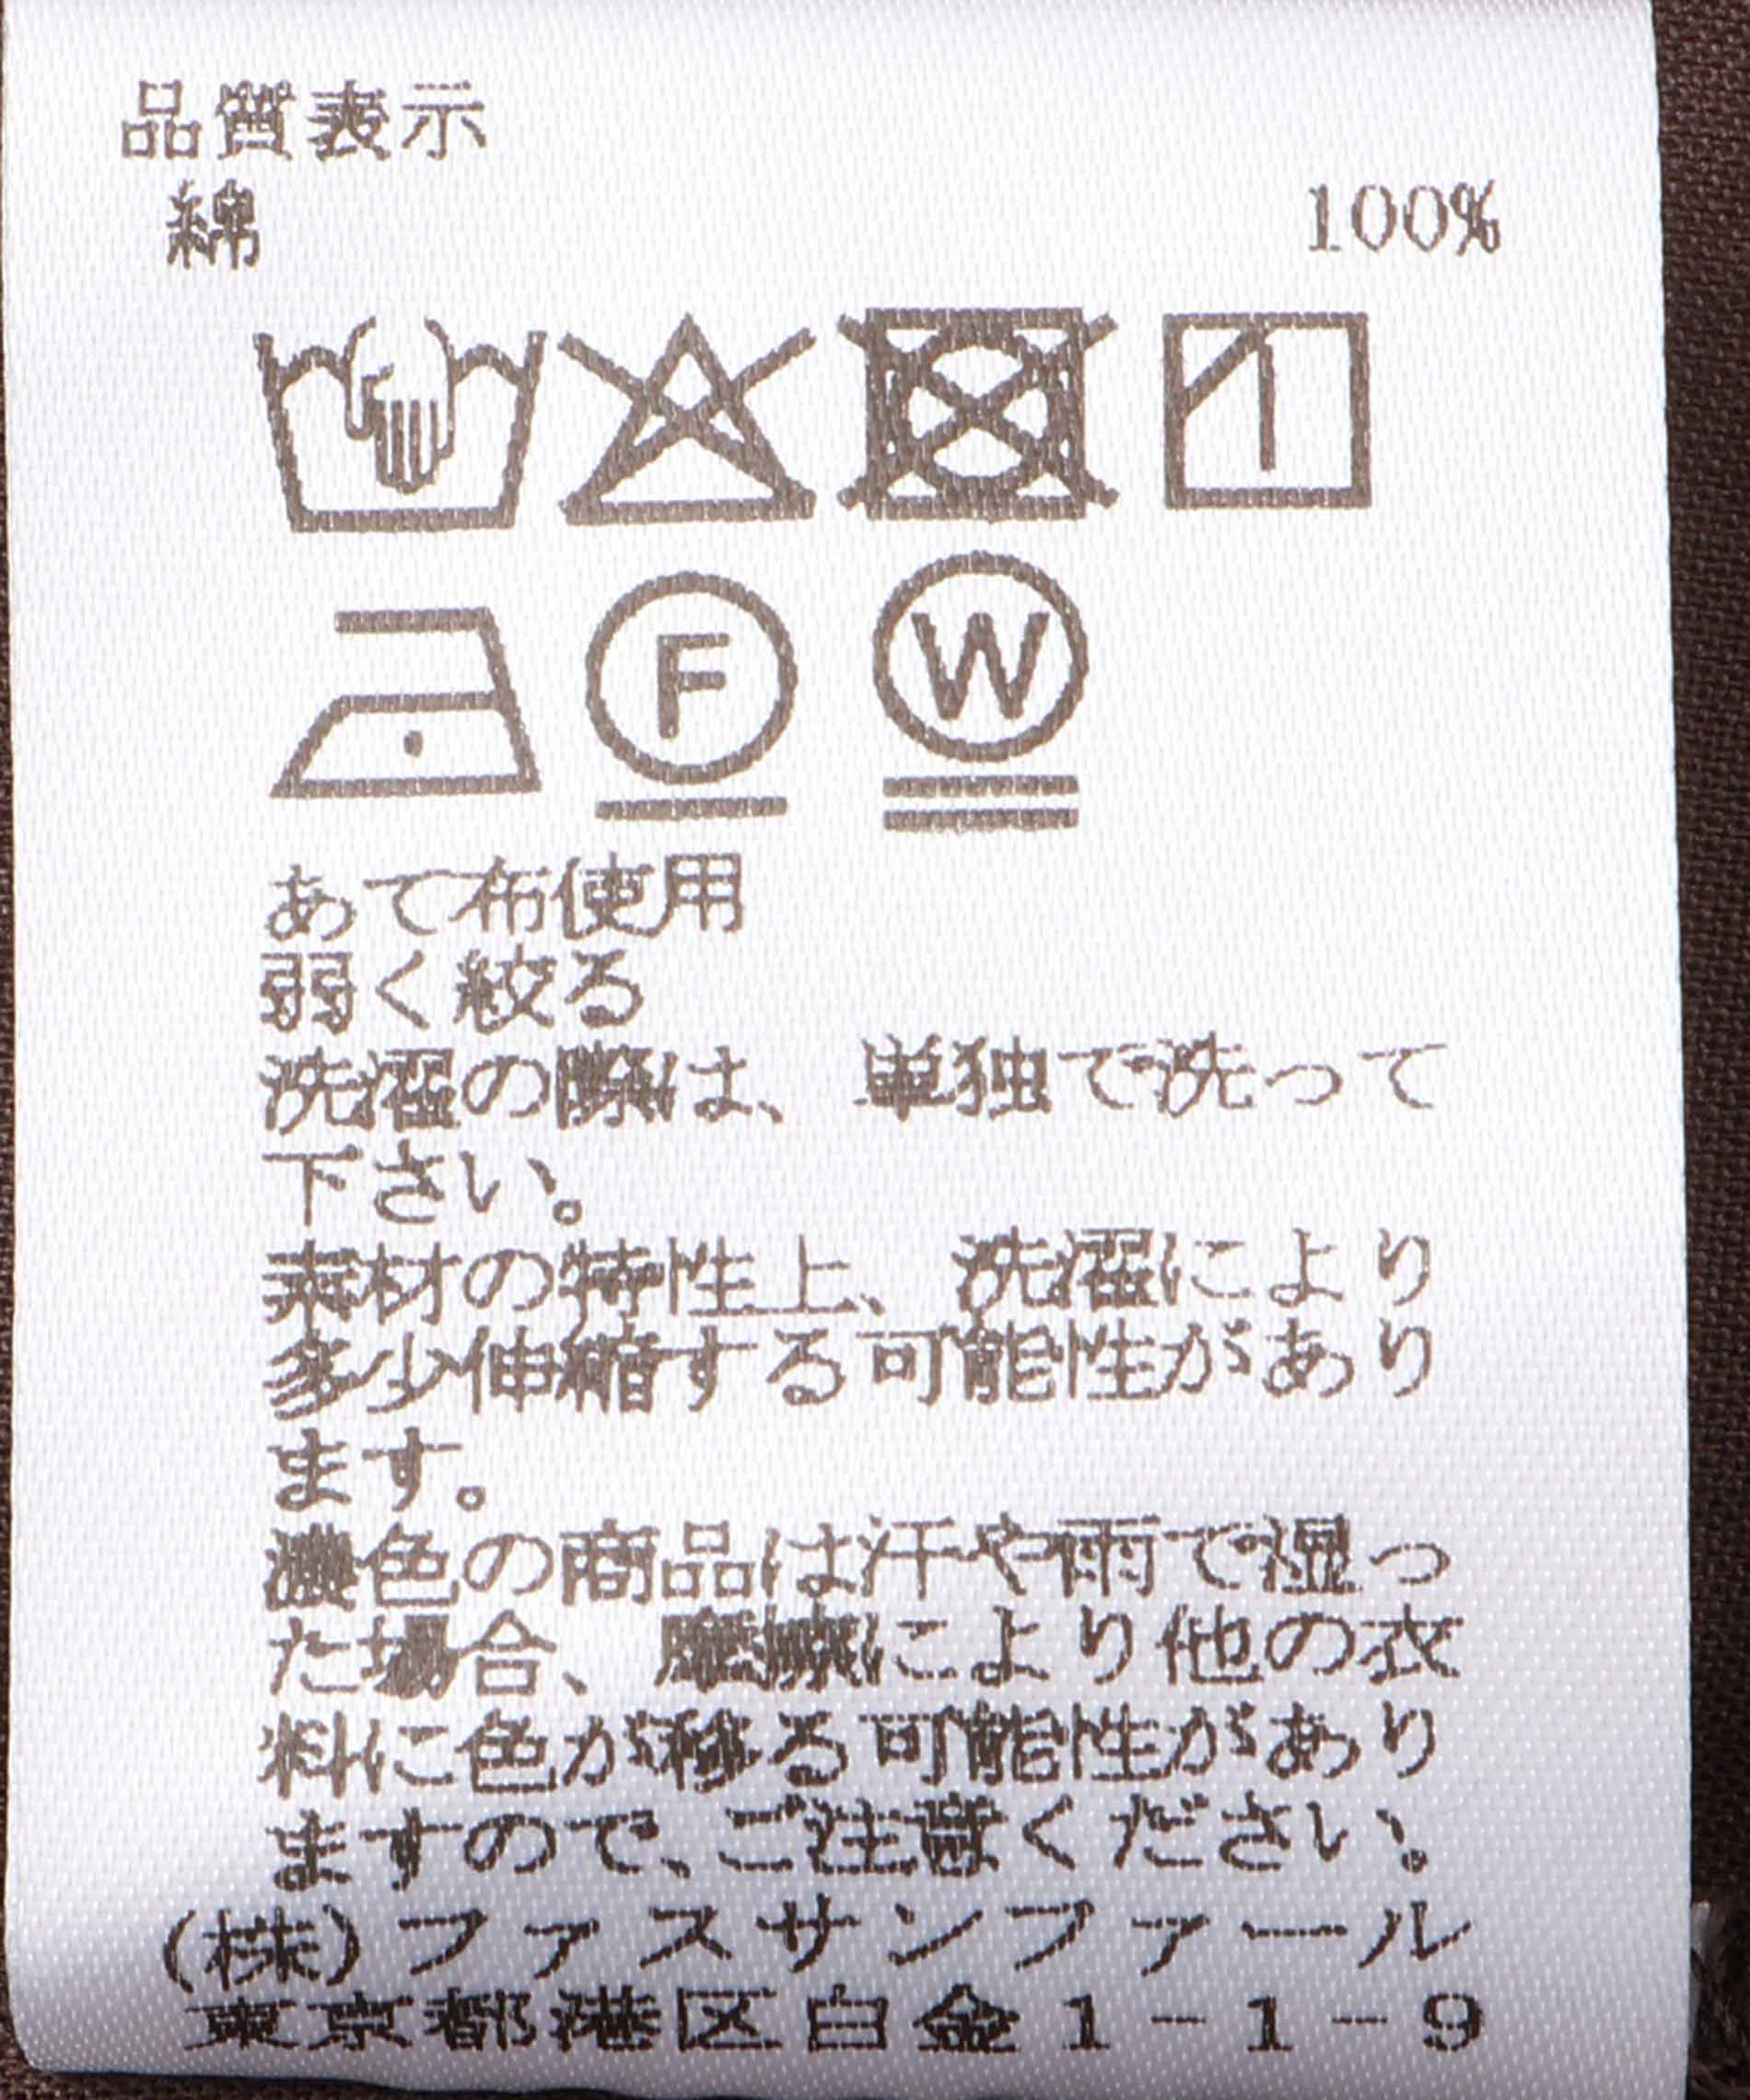 品質表示
綿 100%
F W
あて布使用
弱く絞る
洗濯の際は、単独で洗って
下さい。
素材の特性上、洗濯により
多少伸縮する可能性があり
ます。
濃色の商品は汗や雨で湿っ
た場合、摩擦により他の衣
料に色が移る可能性があり
ますので、ご注意ください。
(株)ファスサンファール
東京都港区白金1-1-9